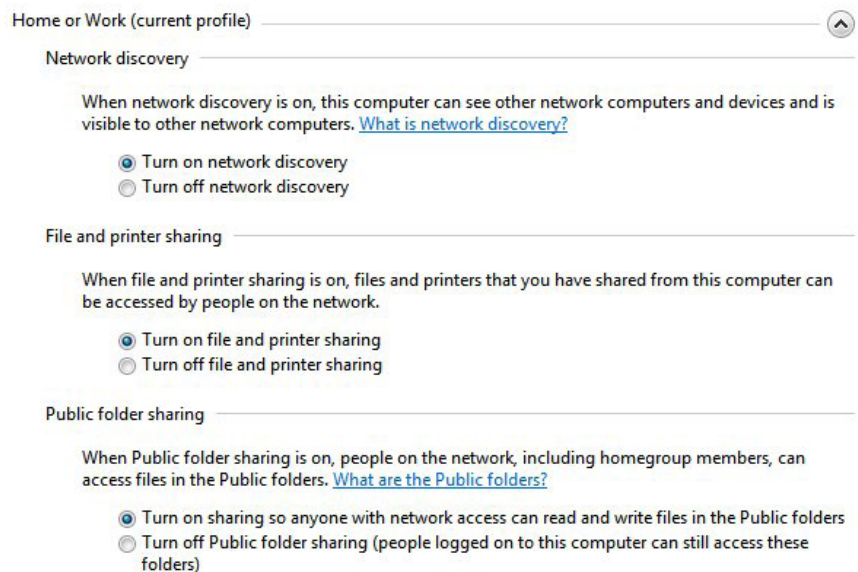 Home or Work (current profile)
Network discovery
When network discovery is on, this computer can see other network computers and devices and is
visible to other network computers. What is network discovery?
Turn on network discovery
Turn off network discovery
File and printer sharing
When file and printer sharing is on, files and printers that you have shared from this computer can
be accessed by people on the network.
Turn on file and printer sharing
Turn off file and printer sharing
Public folder sharing
When Public folder sharing is on, people on the network, including homegroup members, can
access files in the Public folders. What are the Public folders?
Turn on sharing so anyone with network access can read and write files in the Public folders
Turn off Public folder sharing (people logged on to this computer can still access these
folders)